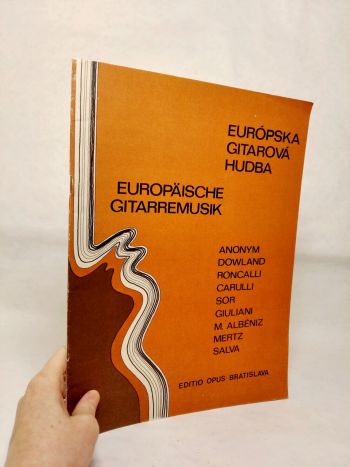 EURÓPSKA
GITAROVÁ
HUDBA
EUROPÄISCHE
GITARREMUSIK
ANONYM
DOWLAND
RONCALLI
CARULLI
SOR
GIULIANI
M. ALBÉNIZ
MERTZ
SALVA
EDITIO OPUS·BRATISLAVA